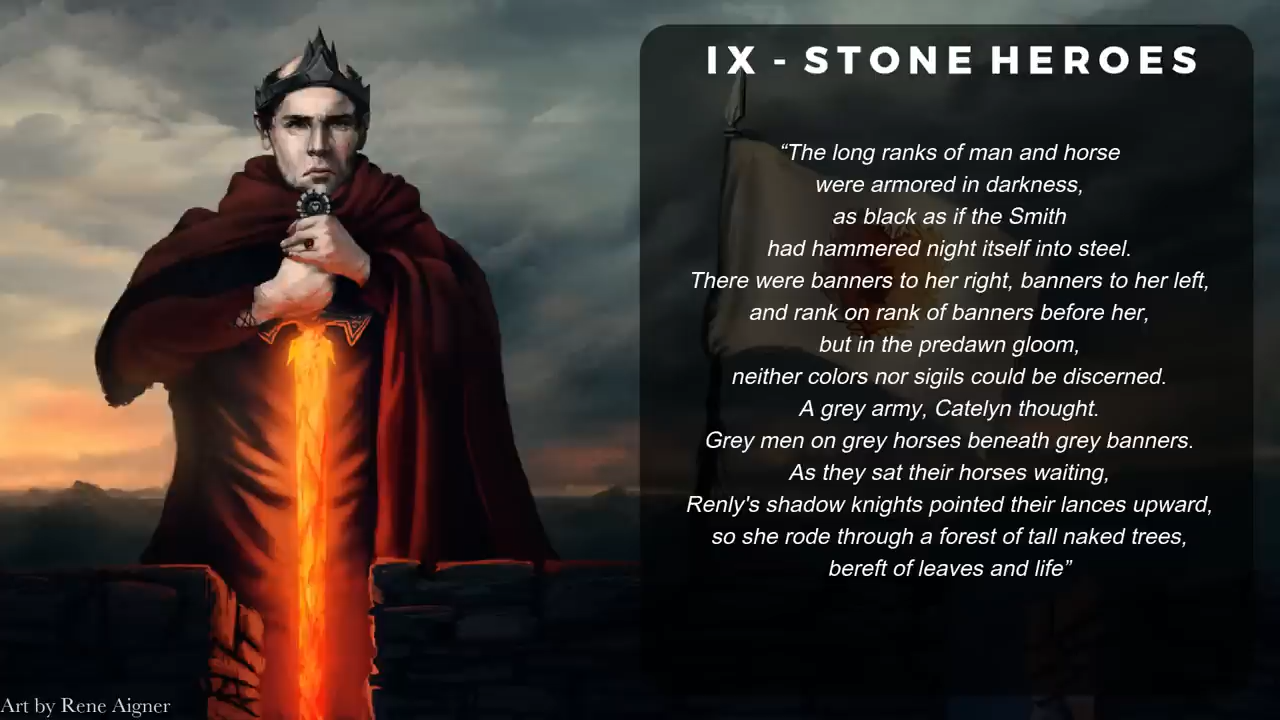 IX - STONE HEROES
“The long ranks of man and horse
were armored in darkness,
as black as if the Smith
had hammered night itself into steel.
There were banners to her right, banners to her left,
and rank on rank of banners before her,
but in the predawn gloom,
neither colors nor sigils could be discerned.
A grey army, Catelyn thought.
Grey men on grey horses beneath grey banners.
As they sat their horses waiting,
Renly's shadow knights pointed their lances upward,
so she rode through a forest of tall naked trees,
bereft of leaves and life”
Art by Rene Aigner